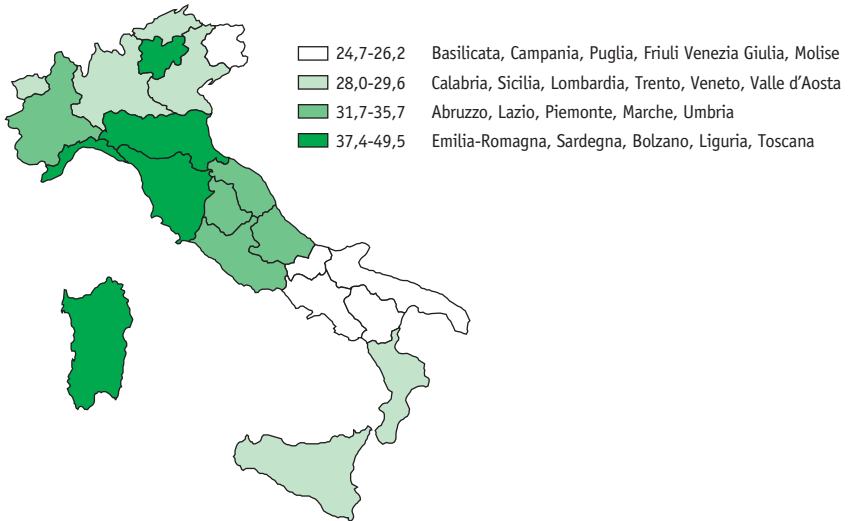 24,7-26,2 Basilicata, Campania, Puglia, Friuli Venezia Giulia, Molise
28,0-29,6 Calabria, Sicilia, Lombardia, Trento, Veneto, Valle d'Aosta
31,7-35,7 Abruzzo, Lazio, Piemonte, Marche, Umbria
37,4-49,5 Emilia-Romagna, Sardegna, Bolzano, Liguria, Toscana